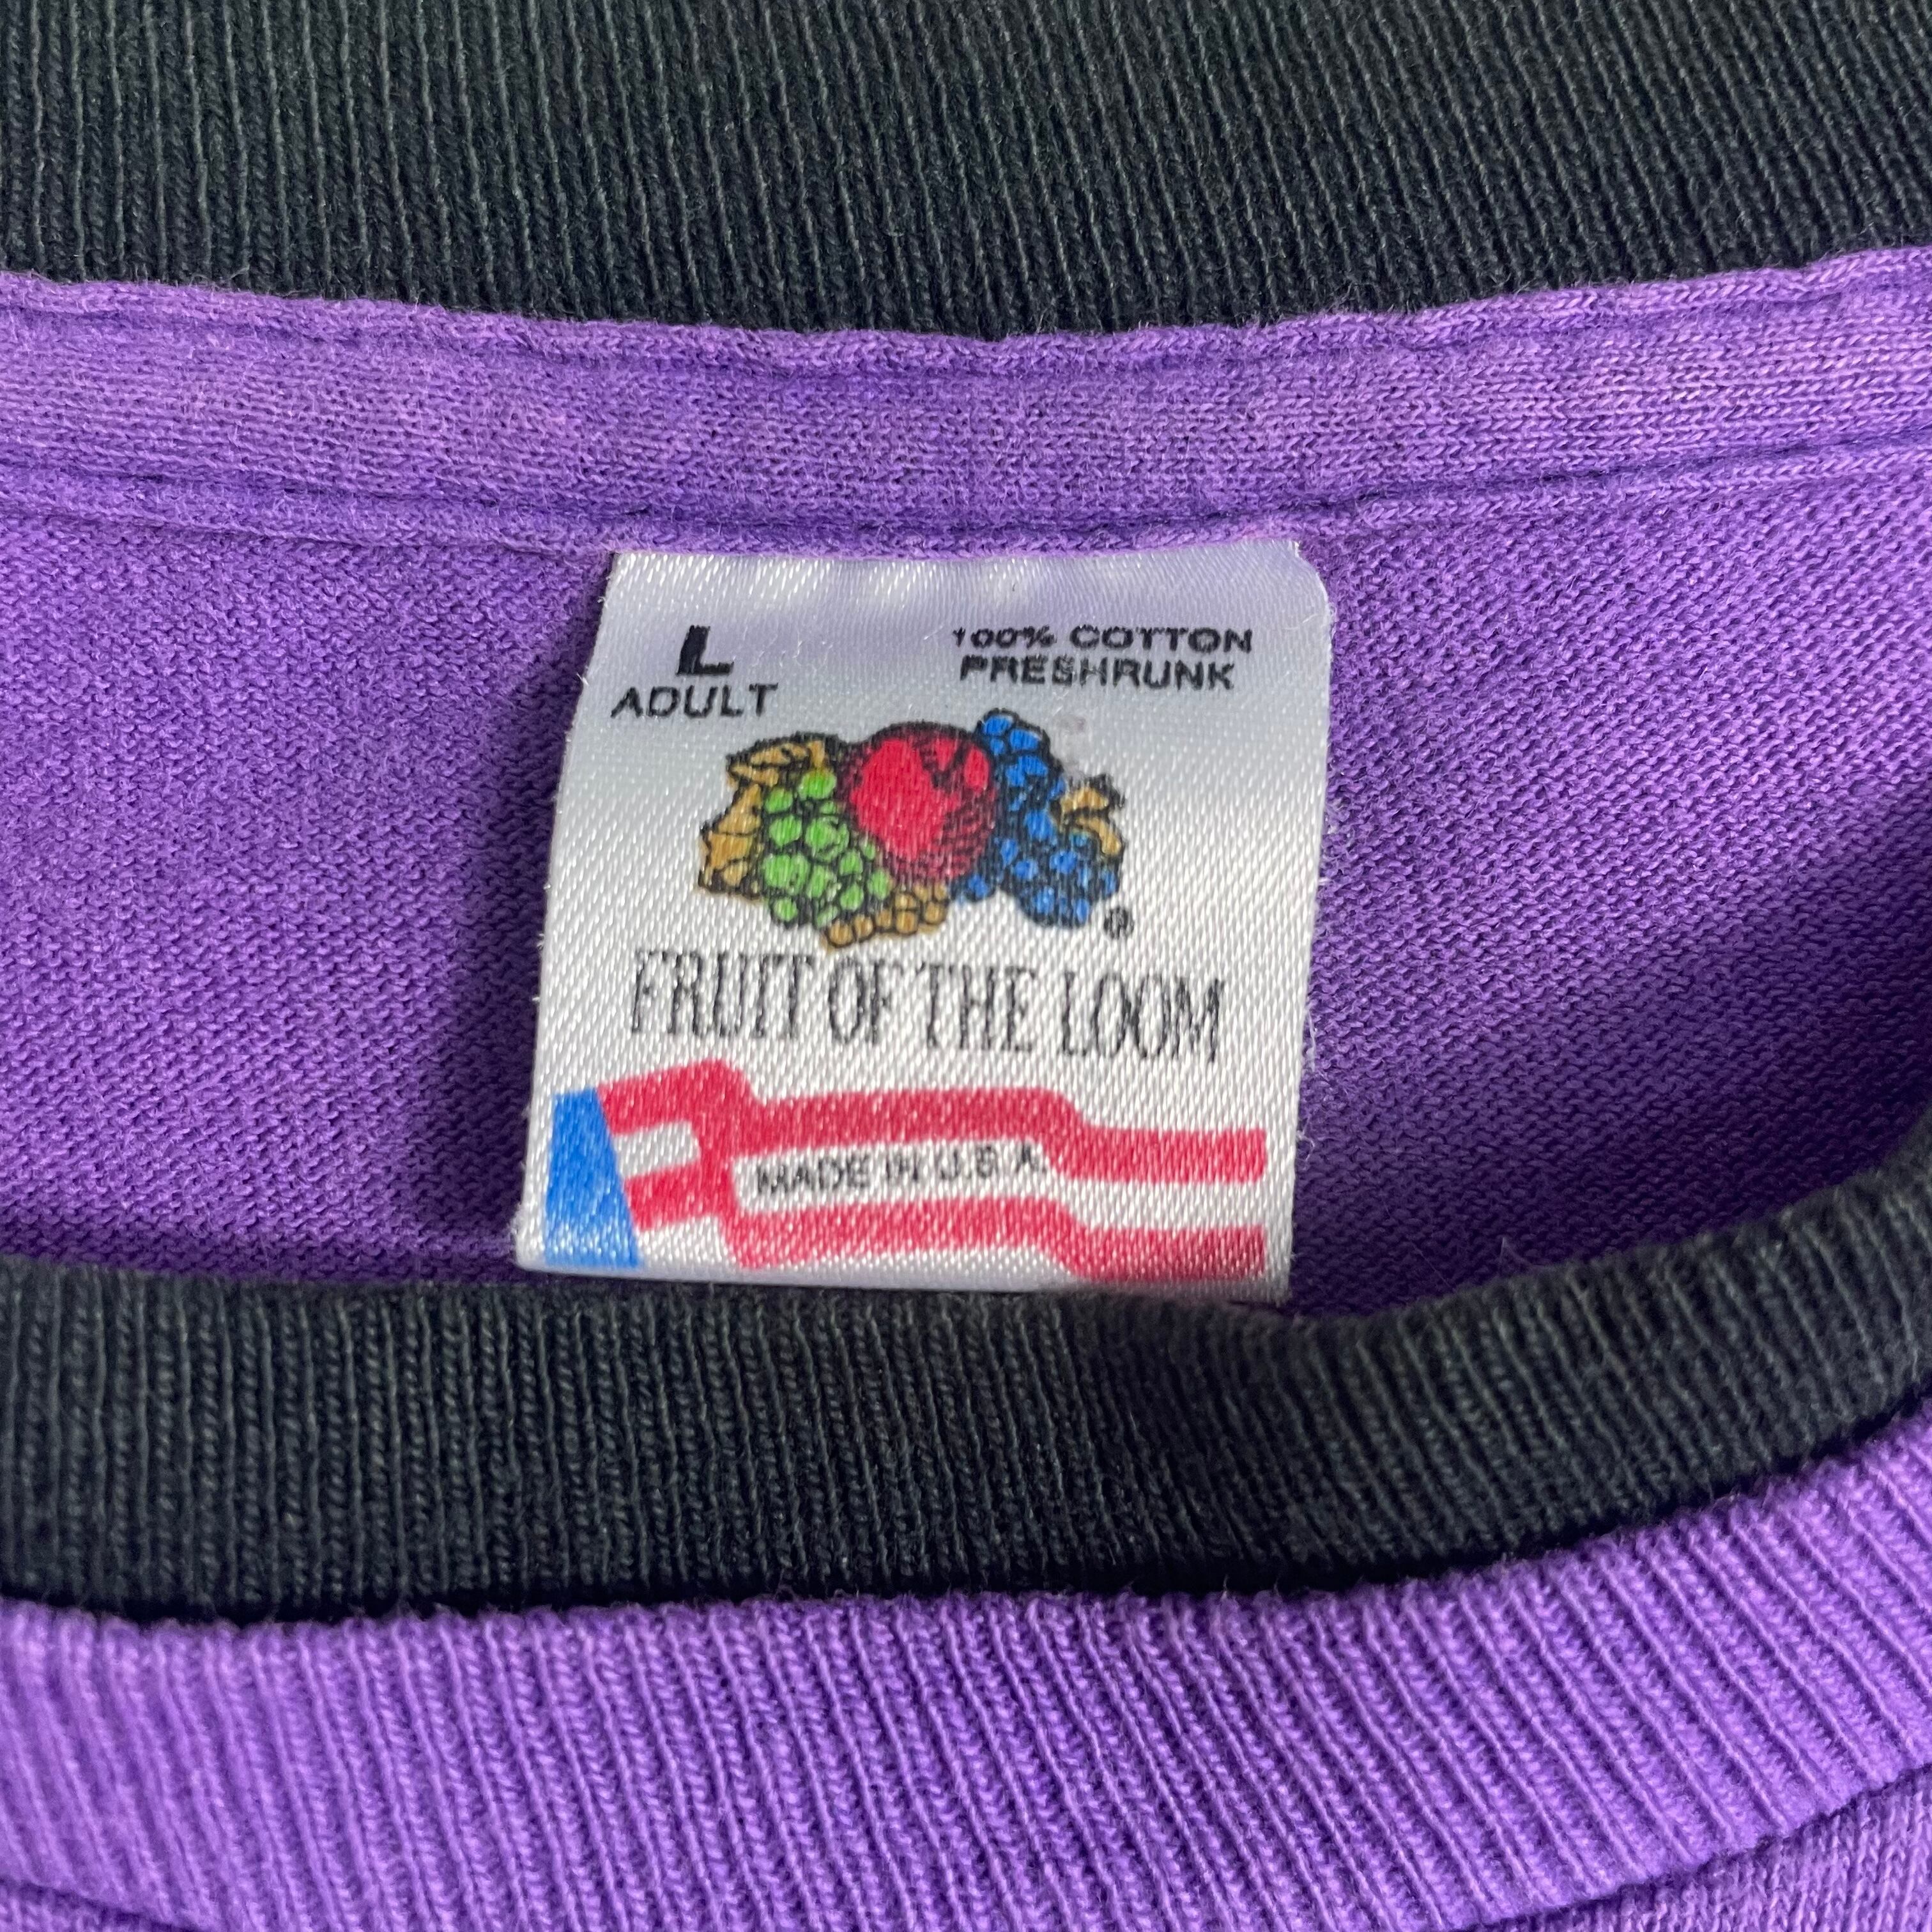 L
ADULT
100% COTTON
PRESHRUNK
®
FRUIT OF THE LOOM
MADE IN U.S.A.